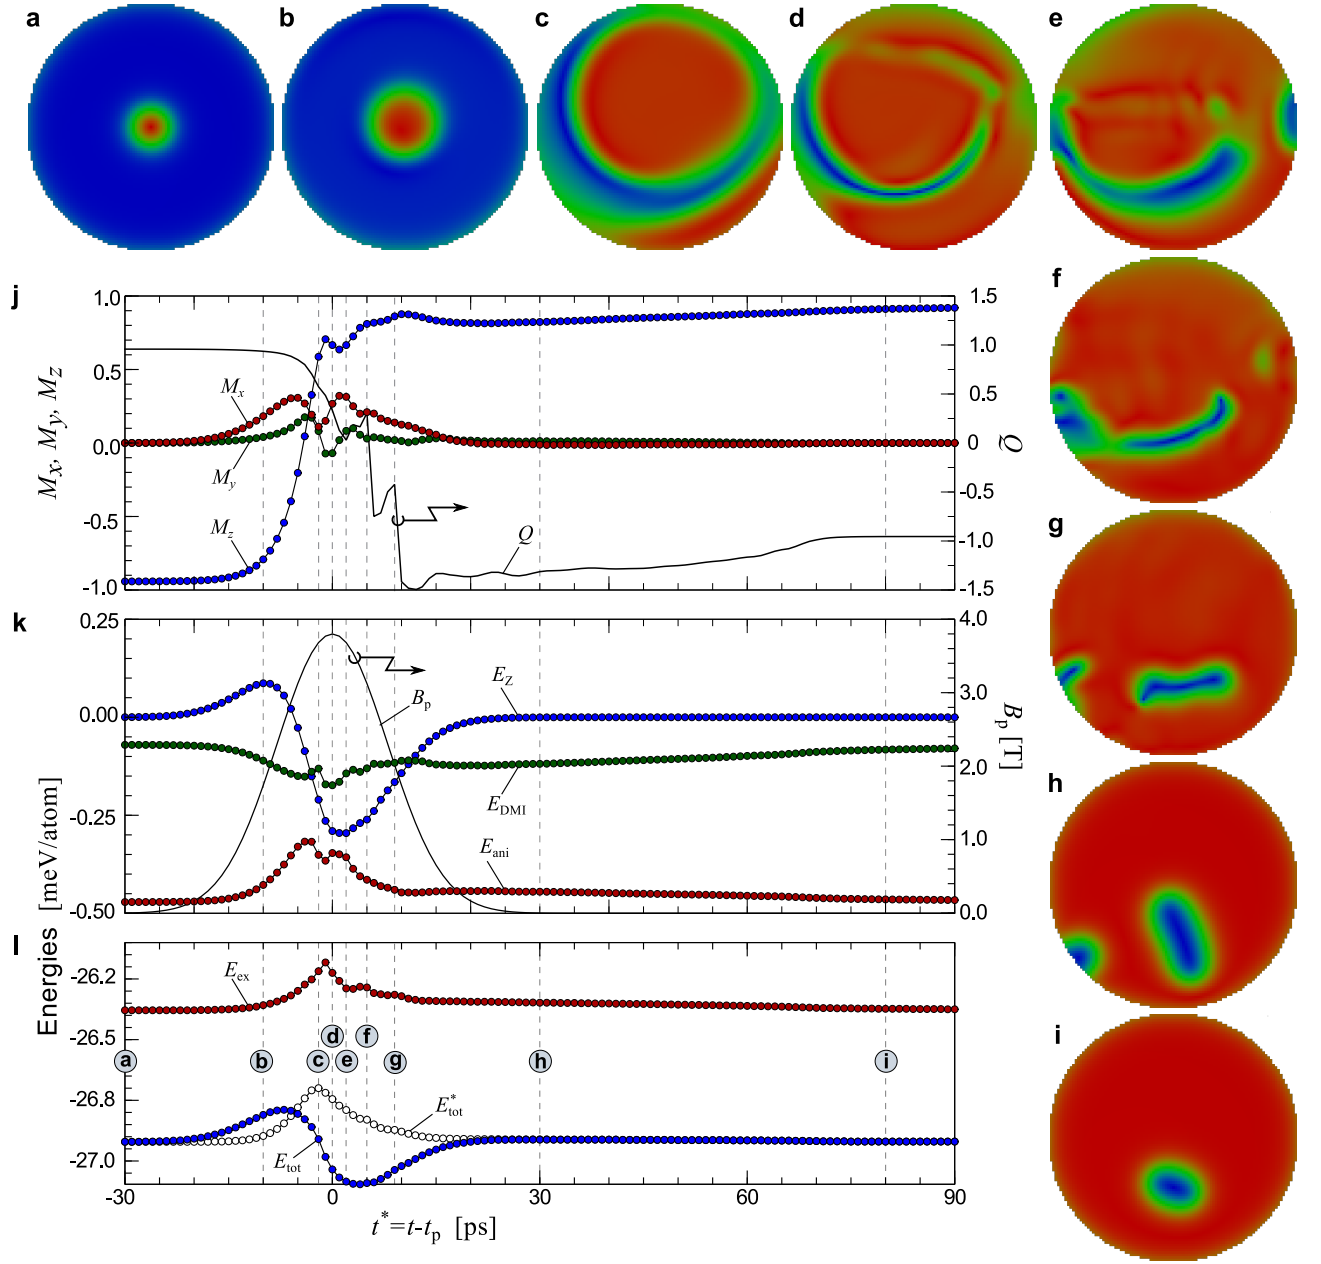 a
b
c
d
e
f
g
h
i
j
1.0
0.5
0.0
-0.5
-1.0
M_x, M_y, M_z
1.5
1.0
0.5
0
-0.5
-1.0
-1.5
Q
M_x
M_y
M_z
Q
k
0.25
0.00
-0.25
-0.50
4.0
3.0
2.0
1.0
0.0
B_p [T]
E_Z
B_p
E_DMI
E_ani
Energies [meV/atom]
l
-26.2
-26.5
-26.8
-27.0
E_ex
d f
a b c e g h i
E*_tot
E_tot
-30 0 30 60 90
t*=t-t_p [ps]